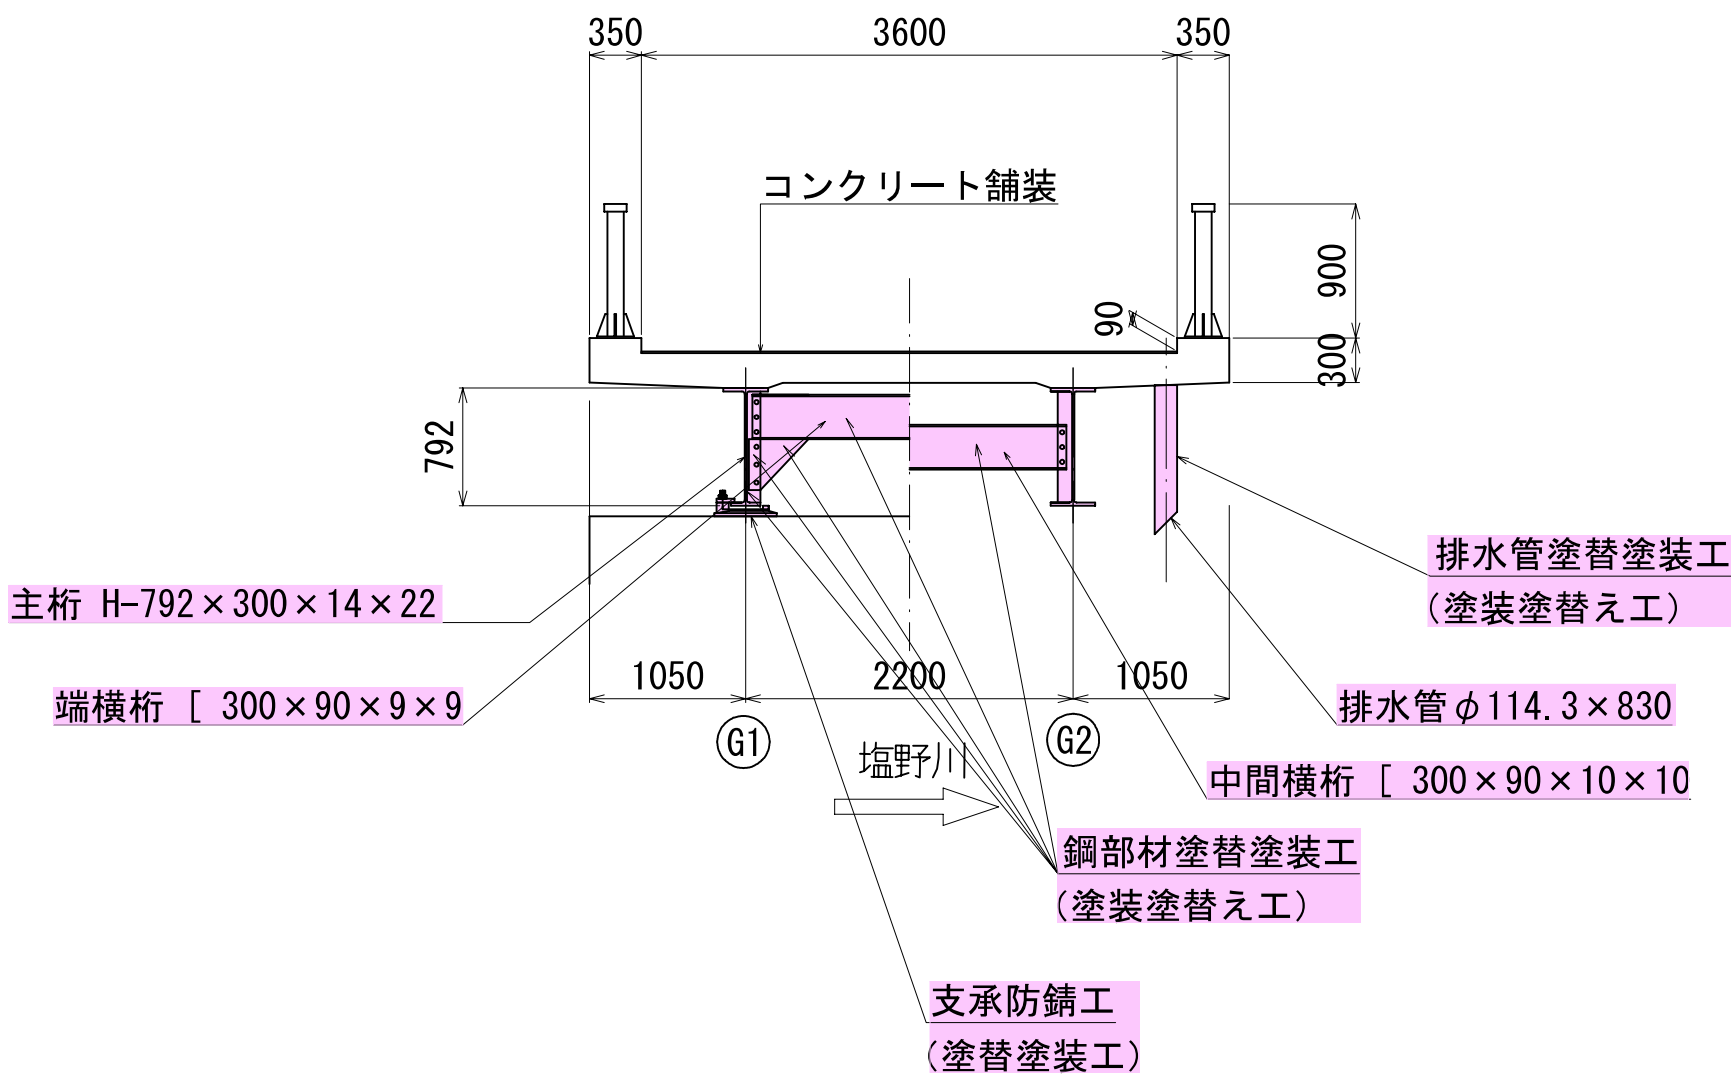 350
3600
350
コンクリート舗装
900
90
300
792
排水管塗替塗装工
(塗装塗替え工)
主桁 H-792×300×14×22
1050
2200
1050
端横桁 [ 300×90×9×9
排水管φ114.3×830
G1
G2
塩野川
中間横桁 [ 300×90×10×10
鋼部材塗替塗装工
(塗装塗替え工)
支承防錆工
(塗替塗装工)